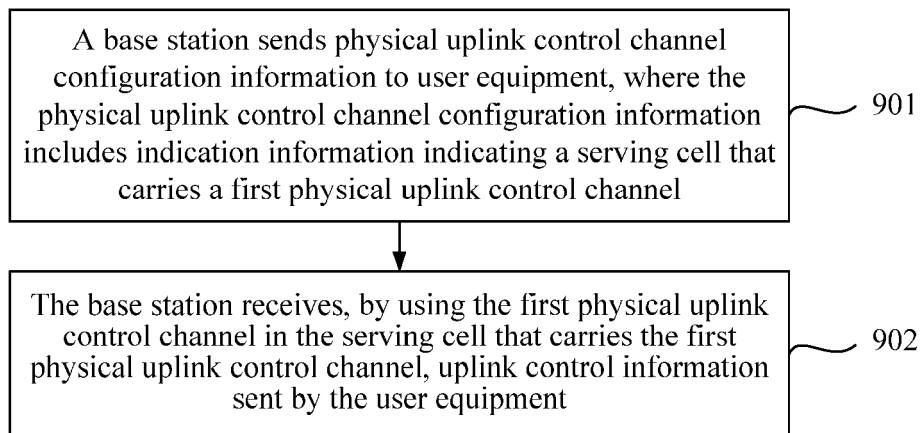 A base station sends physical uplink control channel
configuration information to user equipment, where the
physical uplink control channel configuration information
includes indication information indicating a serving cell that
carries a first physical uplink control channel
901
The base station receives, by using the first physical uplink
control channel in the serving cell that carries the first
physical uplink control channel, uplink control information
sent by the user equipment
902